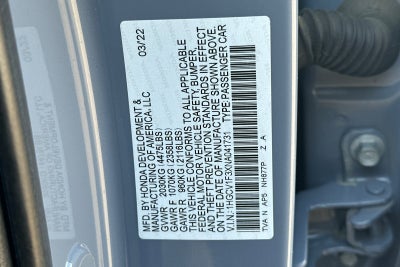 MFD. BY HONDA DEVELOPMENT & 03/22
MANUFACTURING OF AMERICA, LLC
GVWR 2030KG (4475LBS)
GAWR F 1070KG (2358LBS)
GAWR R 960KG (2116LBS)
THIS VEHICLE CONFORMS TO ALL APPLICABLE
FEDERAL MOTOR VEHICLE SAFETY, BUMPER,
AND THEFT PREVENTION STANDARDS IN EFFECT
ON THE DATE OF MANUFACTURE SHOWN ABOVE.
V.I.N.: 1HGCV1F3XNA041731 TYPE:PASSENGER CAR
TVA N AP5 NH877P Z A